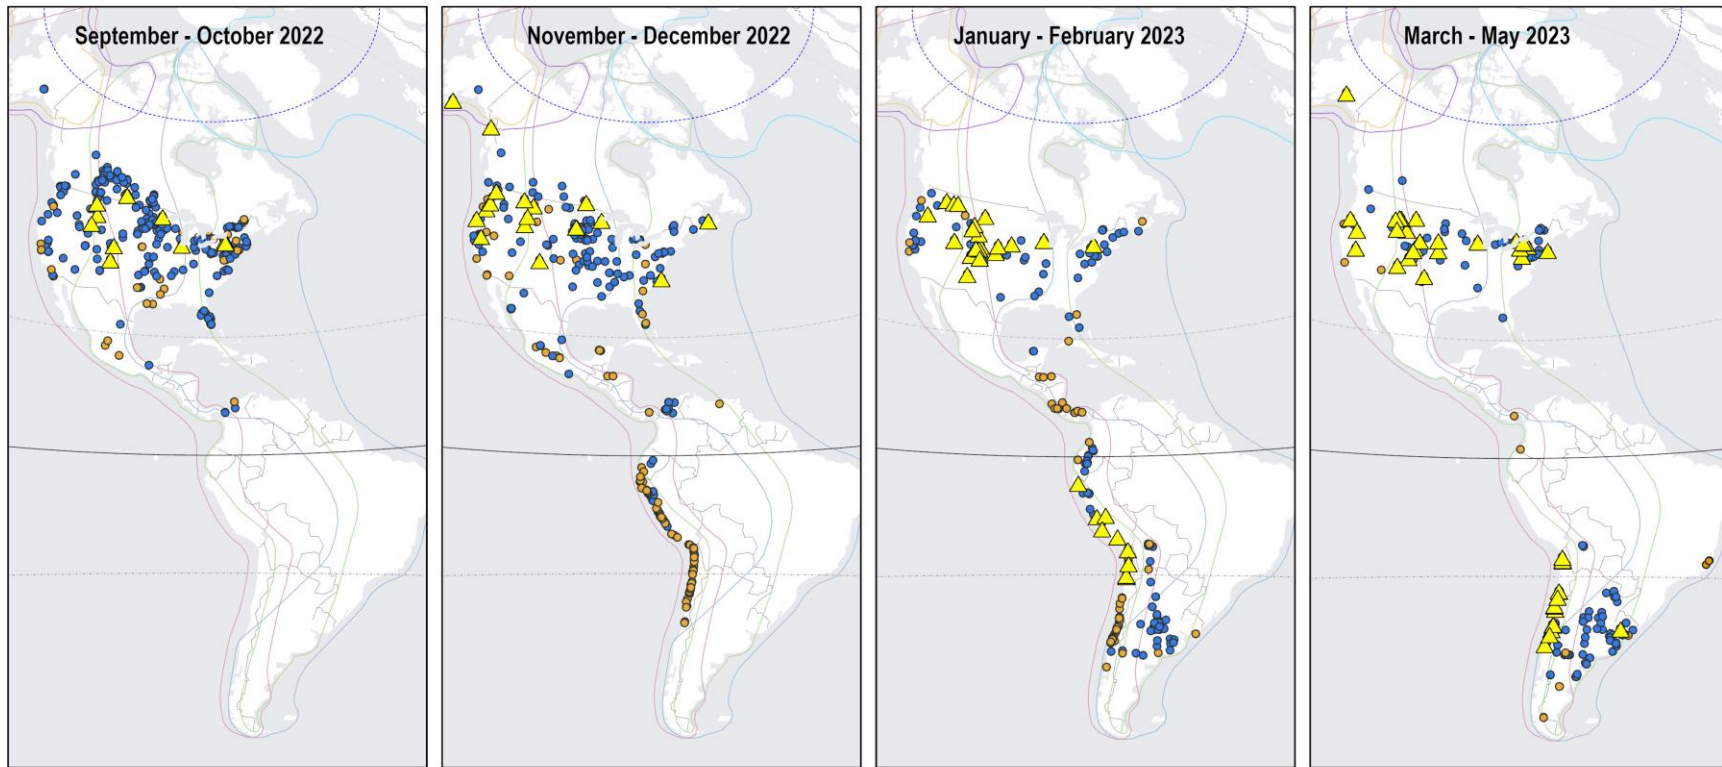 September - October 2022
November - December 2022
January - February 2023
March - May 2023